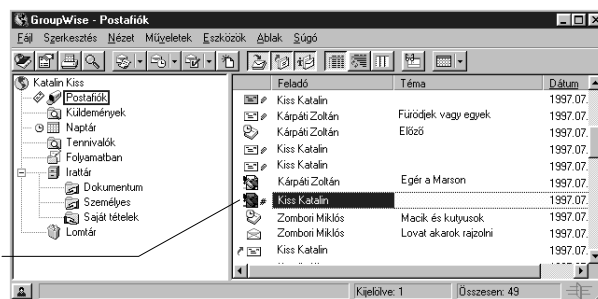 GroupWise - Postafiók
Fájl Szerkesztés Nézet Műveletek Eszközök Ablak Súgó
Katalin Kiss
Postafiók
Küldemények
Naptár
Tennivalók
Folyamatban
Irattár
Dokumentum
Személyes
Saját tételek
Lomtár
Feladó Téma Dátum
Kiss Katalin 1997.07.
Kárpáti Zoltán Fürödjek vagy egyek 1997.07.
Kárpáti Zoltán Előző 1997.07.
Kiss Katalin 1997.07.
Kiss Katalin 1997.07.
Kárpáti Zoltán Egér a Marson 1997.07.
Kiss Katalin 1997.07.
Zombori Miklós Macik és kutyusok 1997.07.
Zombori Miklós Lovat akarok rajzolni 1997.07.
Kiss Katalin 1997.07.
Kijelölve: 1 Összesen: 49